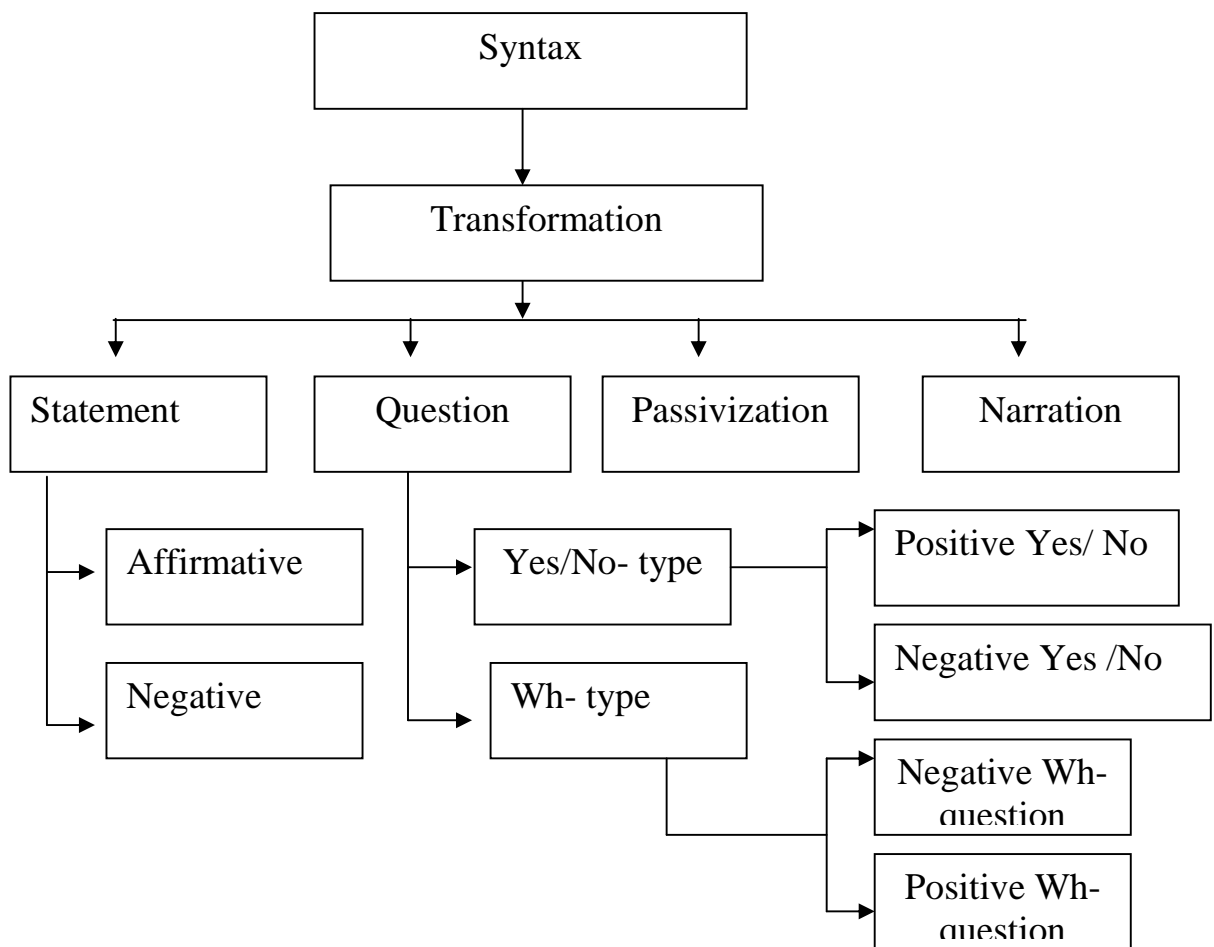 Syntax
Transformation
Statement
Question
Passivization
Narration
Affirmative
Yes/No- type
Positive Yes/ No
Negative Yes /No
Negative
Wh- type
Negative Wh-
question
Positive Wh-
question